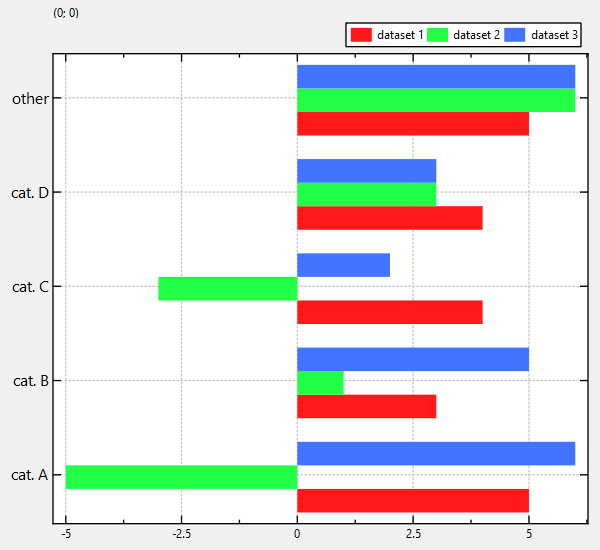 (0; 0)
dataset 1 dataset 2 dataset 3
other
cat. D
cat. C
cat. B
cat. A
-5 -2.5 0 2.5 5